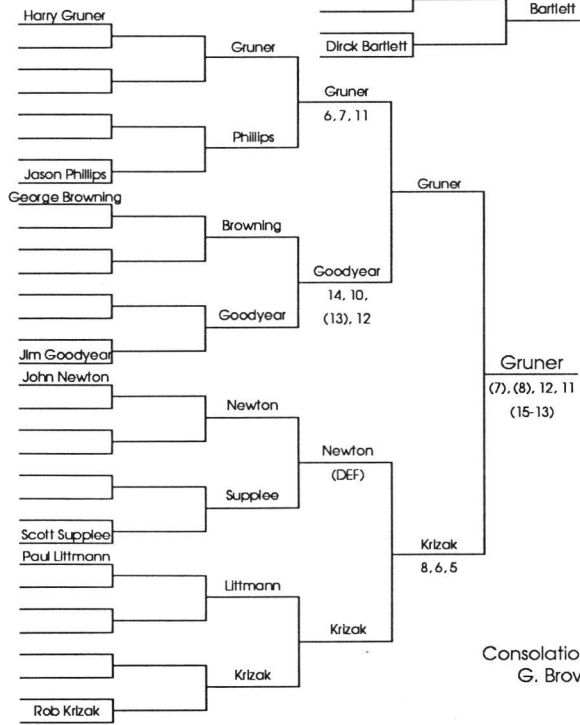 Bartlett
Dirck Bartlett
Harry Gruner
Gruner
Gruner
6, 7, 11
Phillips
Jason Phillips
Gruner
George Browning
Browning
Goodyear
14, 10,
(13), 12
Goodyear
Jim Goodyear
Gruner
(7), (8), 12, 11
(15-13)
John Newton
Newton
Newton
(DEF)
Supplee
Scott Supplee
Krizak
8, 6, 5
Paul Littmann
Littmann
Krizak
Krizak
Rob Krizak
Consolatio
G. Brov